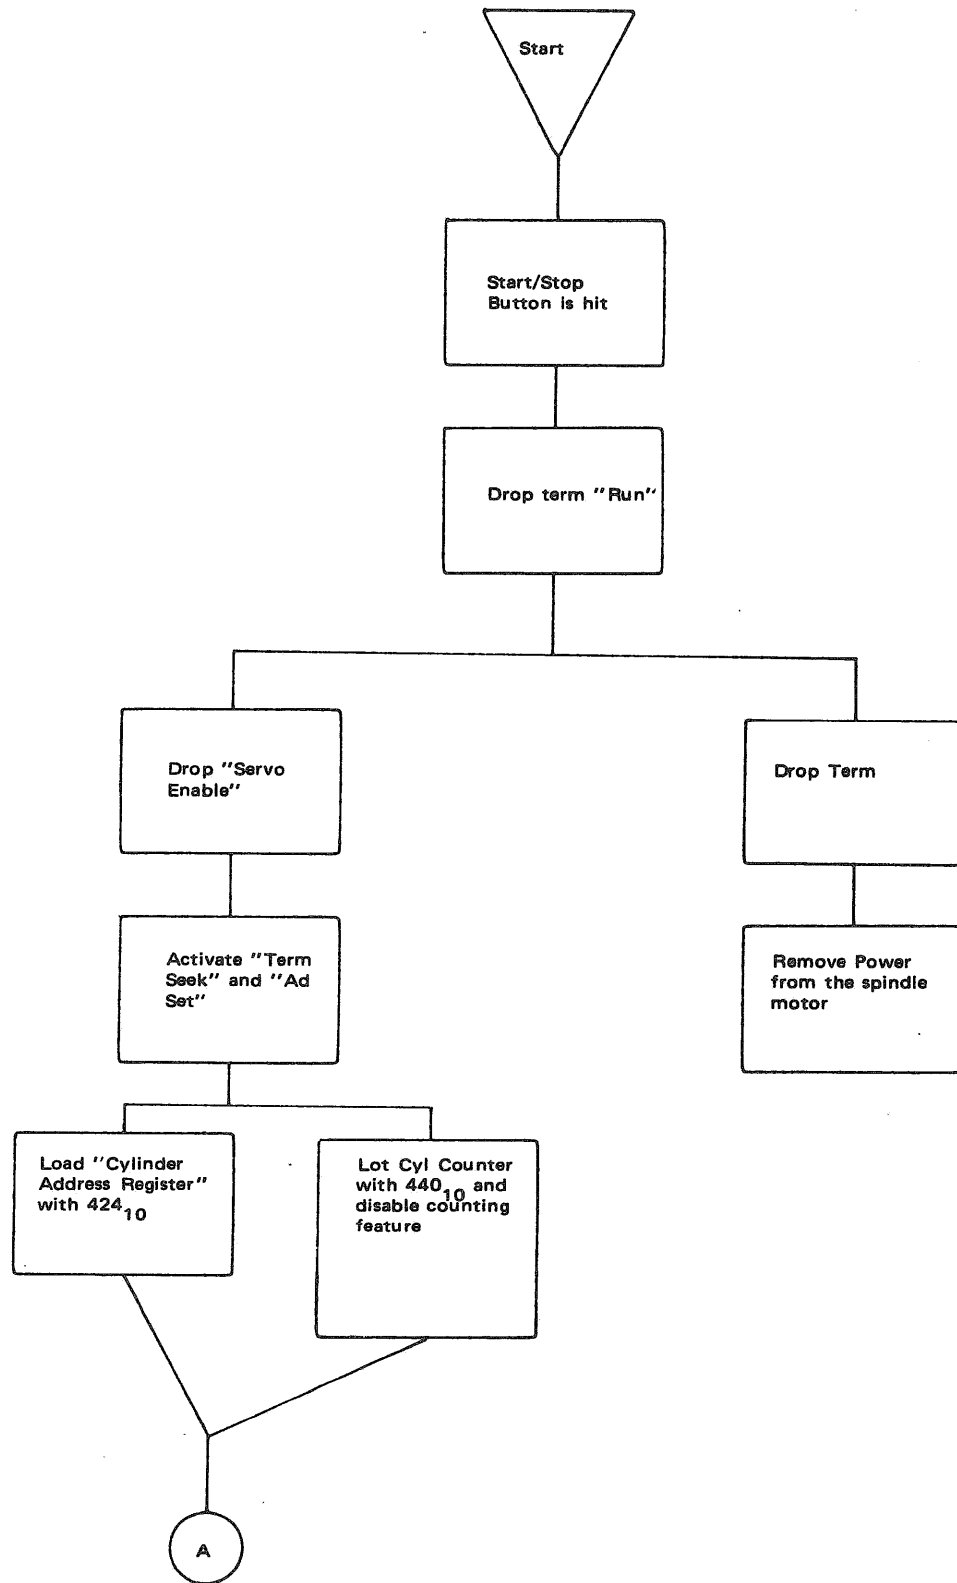 Start
Start/Stop
Button is hit
Drop term "Run"
Drop "Servo
Enable"
Drop Term
Activate "Term
Seek" and "Ad
Set"
Remove Power
from the spindle
motor
Load "Cylinder
Address Register"
with 424₁₀
Lot Cyl Counter
with 440₁₀ and
disable counting
feature
A